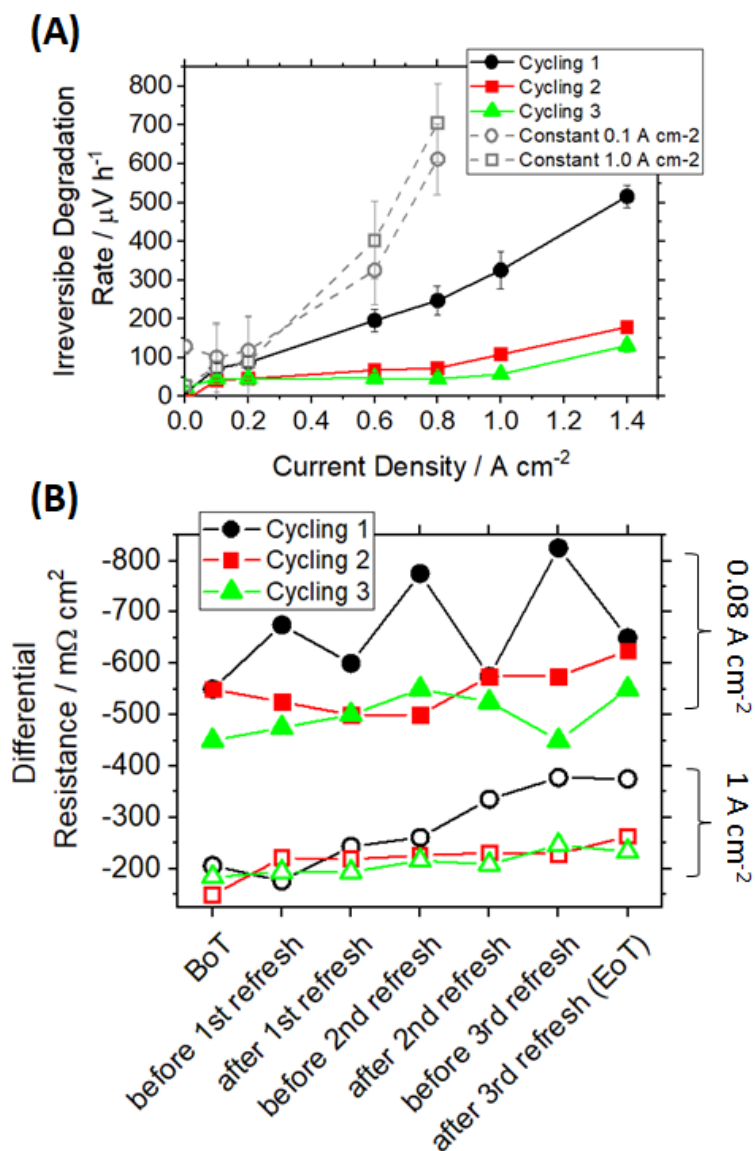 (A)
Cycling 1
Cycling 2
Cycling 3
Constant 0.1 A cm-2
Constant 1.0 A cm-2
800
700
600
500
400
300
200
100
0
Irreversibe Degradation
Rate / μV h⁻¹
0.0 0.2 0.4 0.6 0.8 1.0 1.2 1.4
Current Density / A cm⁻²
(B)
Cycling 1
Cycling 2
Cycling 3
-800
-700
-600
-500
-400
-300
-200
Differential
Resistance / mΩ cm²
0.08 A cm⁻²
1 A cm⁻²
BoT
before 1st refresh
after 1st refresh
before 2nd refresh
after 2nd refresh
before 3rd refresh
after 3rd refresh (EoT)